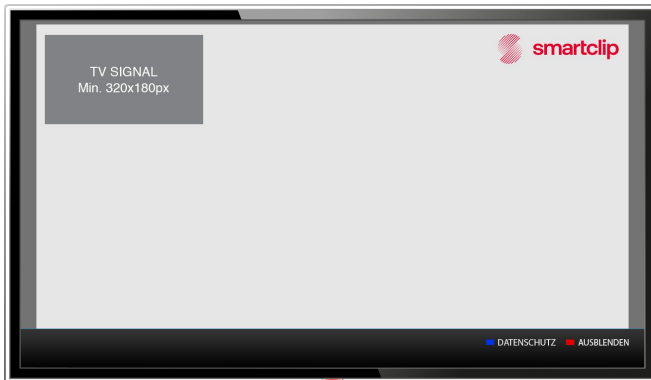 TV SIGNAL
Min. 320x180px
smartclip
DATENSCHUTZ AUSBLENDEN